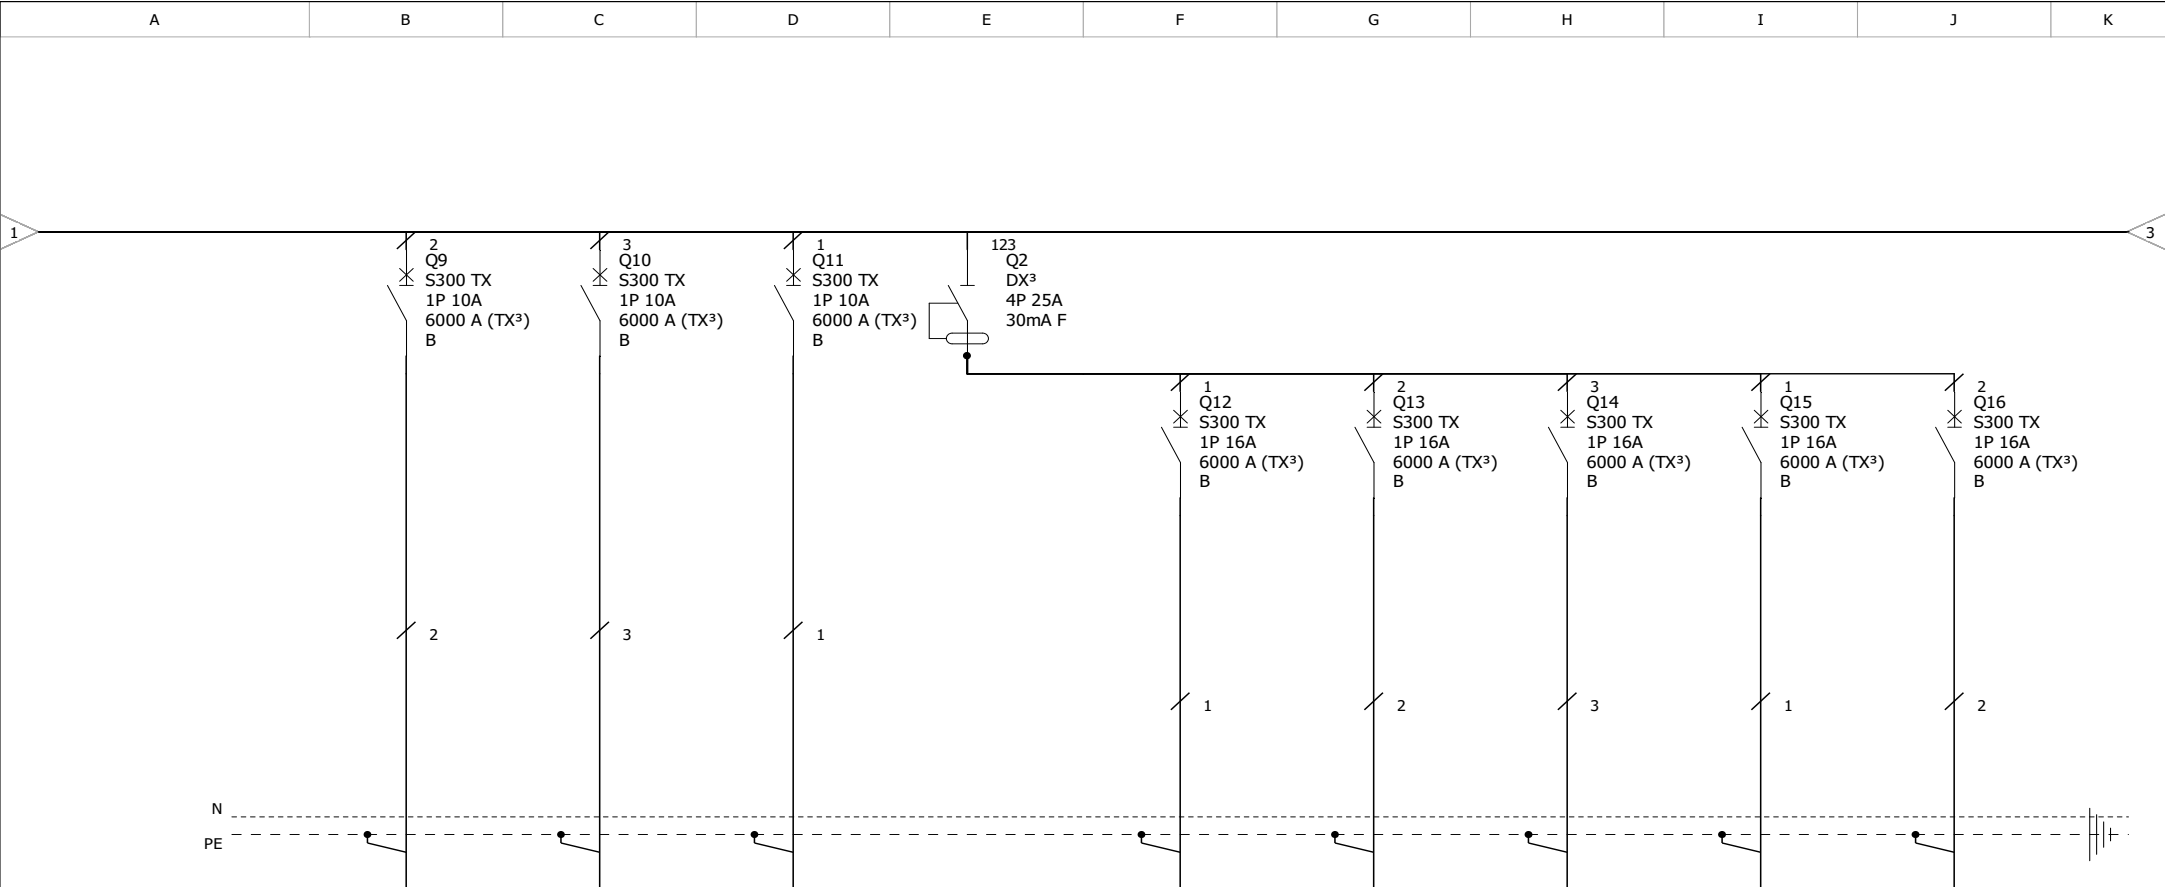 A B C D E F G H I J K
1
3
2
Q9
S300 TX
1P 10A
6000 A (TX³)
B
3
Q10
S300 TX
1P 10A
6000 A (TX³)
B
1
Q11
S300 TX
1P 10A
6000 A (TX³)
B
123
Q2
DX³
4P 25A
30mA F
1
Q12
S300 TX
1P 16A
6000 A (TX³)
B
2
Q13
S300 TX
1P 16A
6000 A (TX³)
B
3
Q14
S300 TX
1P 16A
6000 A (TX³)
B
1
Q15
S300 TX
1P 16A
6000 A (TX³)
B
2
Q16
S300 TX
1P 16A
6000 A (TX³)
B
2 3 1
1 2 3 1 2
N
PE